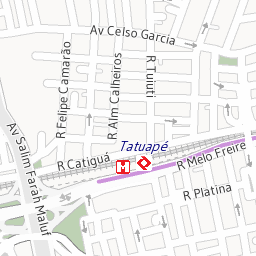 Av Celso Garcia
R Felipe Camarão
R Alm Calheiros
R Tuiuti
Tatuapé
R Catiguá
R Melo Freire
Av Salim Farah Maluf
R Platina